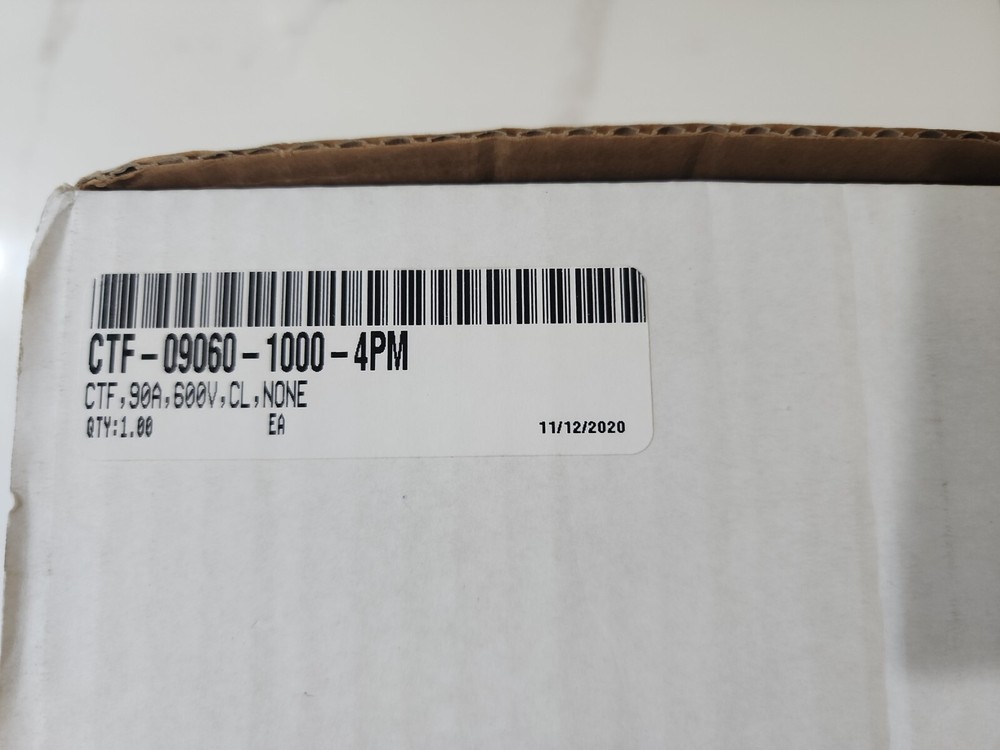 CTF-09060-1000-4PM
CTF,90A,600V,CL,NONE
QTY:1.00 EA 11/12/2020